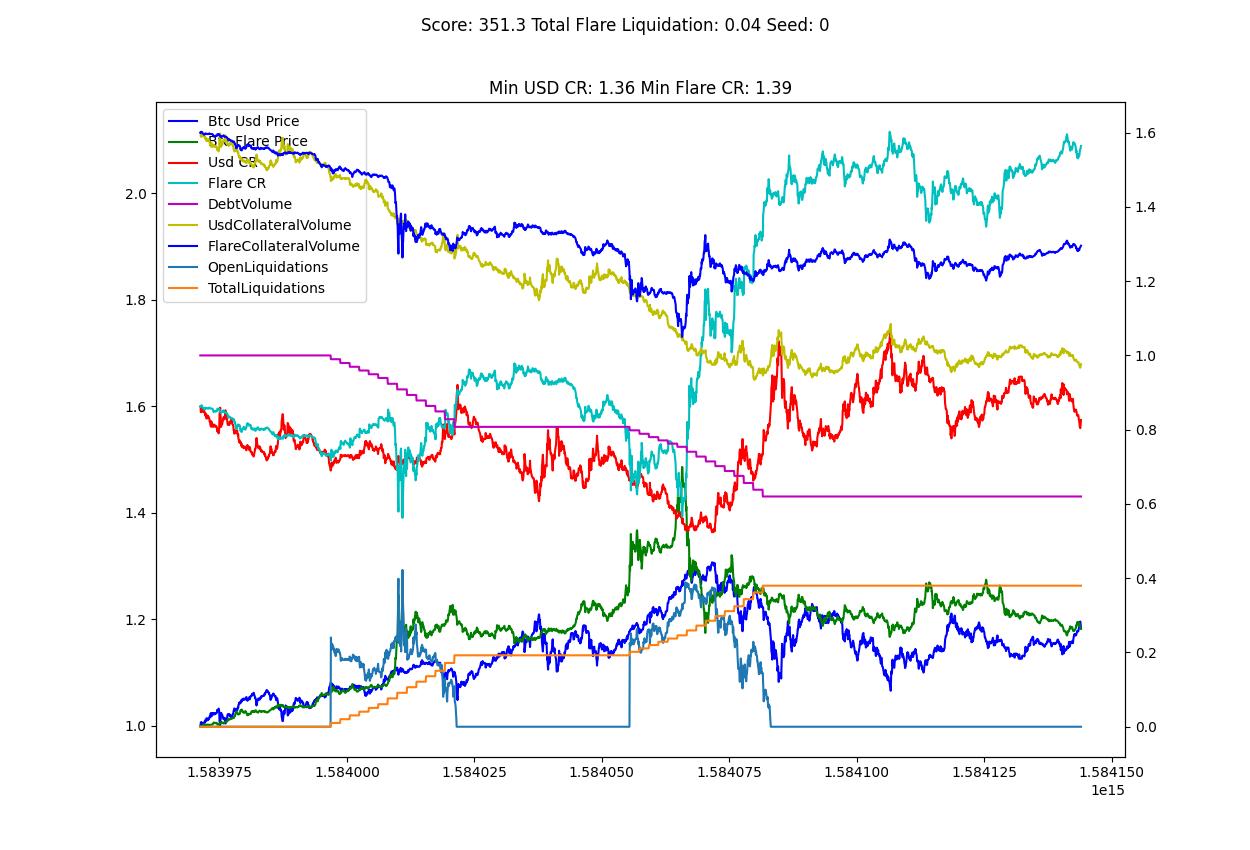 Score: 351.3 Total Flare Liquidation: 0.04 Seed: 0
Min USD CR: 1.36 Min Flare CR: 1.39
Btc Usd Price
Btc Flare Price
Usd CR
Flare CR
DebtVolume
UsdCollateralVolume
FlareCollateralVolume
OpenLiquidations
TotalLiquidations
2.0
1.8
1.6
1.4
1.2
1.0
1.6
1.4
1.2
1.0
0.8
0.6
0.4
0.2
0.0
1.583975 1.584000 1.584025 1.584050 1.584075 1.584100 1.584125 1.584150
1e15